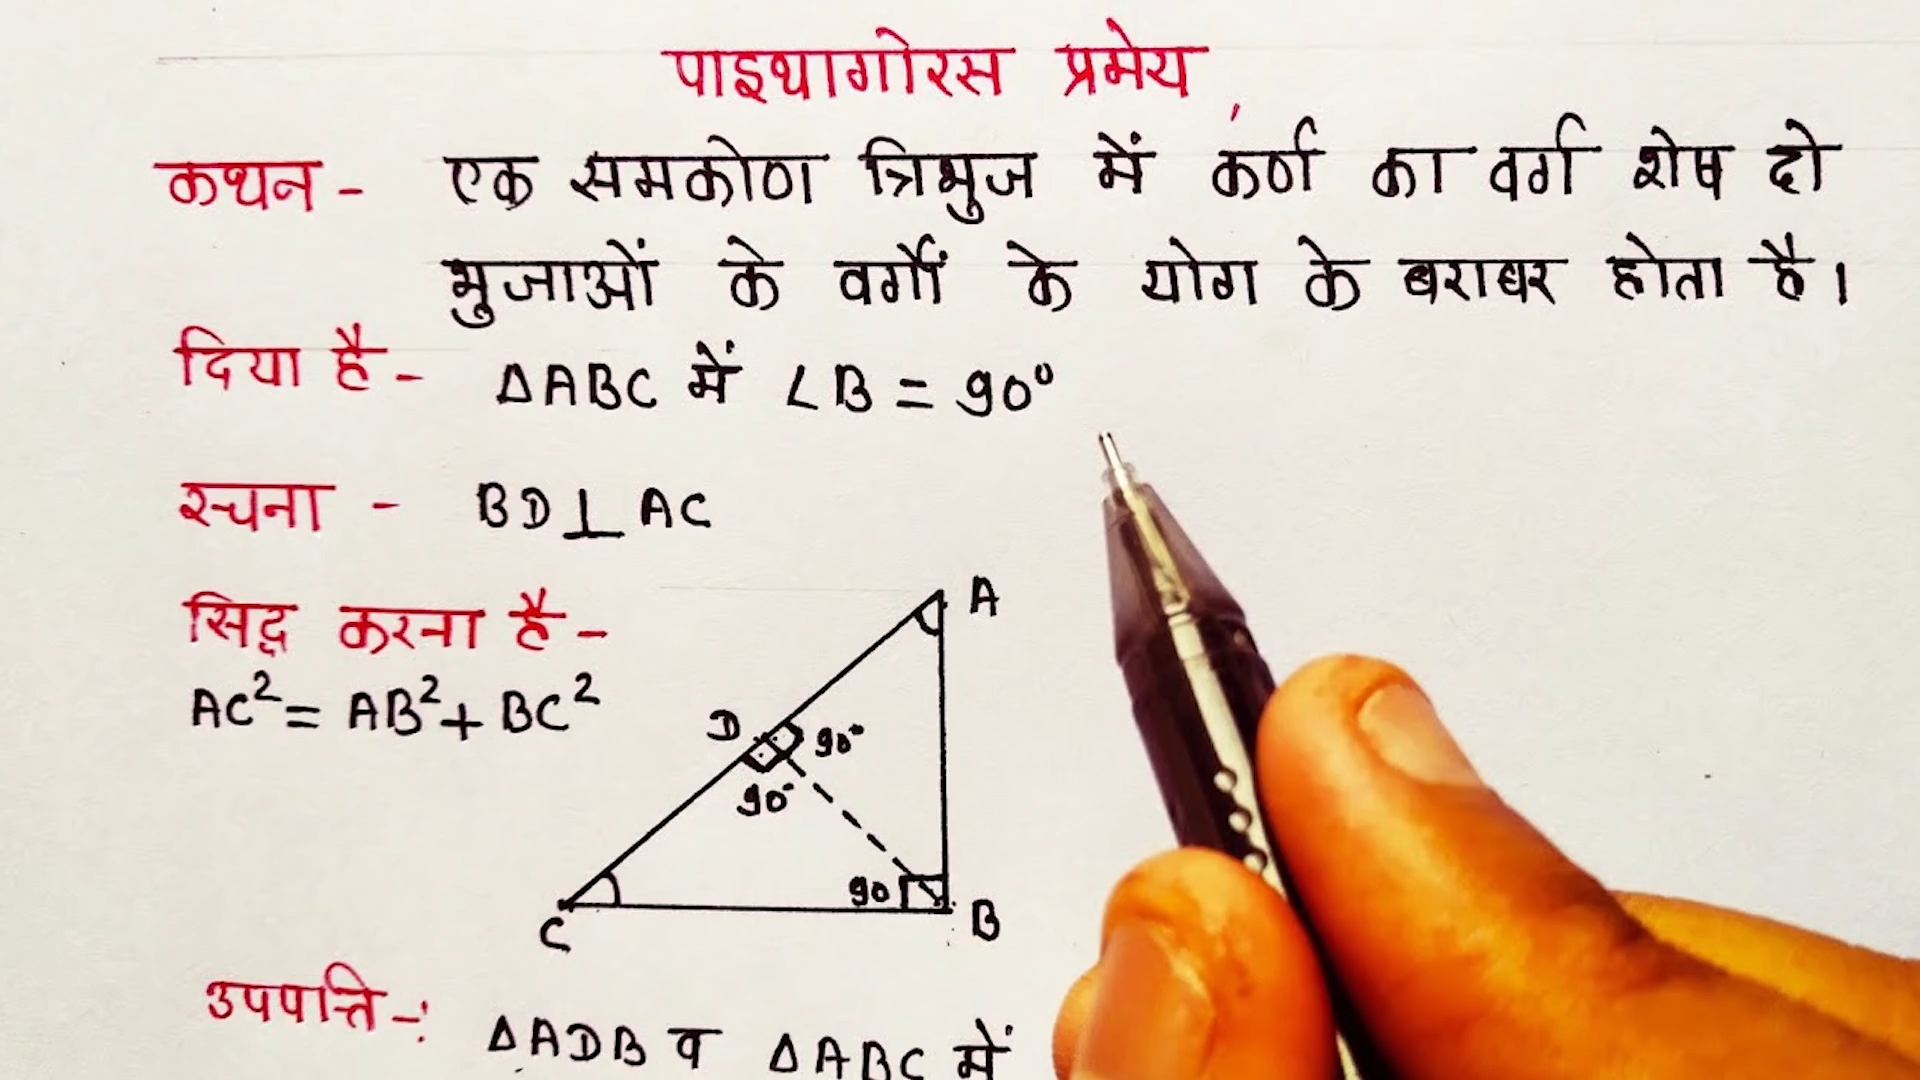 पाइथागोरस प्रमेय
कथन - एक समकोण त्रिभुज में कर्ण का वर्ग शेष दो
भुजाओं के वर्गों के योग के बराबर होता है।
दिया है - ΔABC में ∠B = 90°
रचना - BD⊥AC
सिद्ध करना है -
AC² = AB² + BC²
A
D 90°
90°
90
C B
उपपत्ति -: ΔADB व ΔABC में